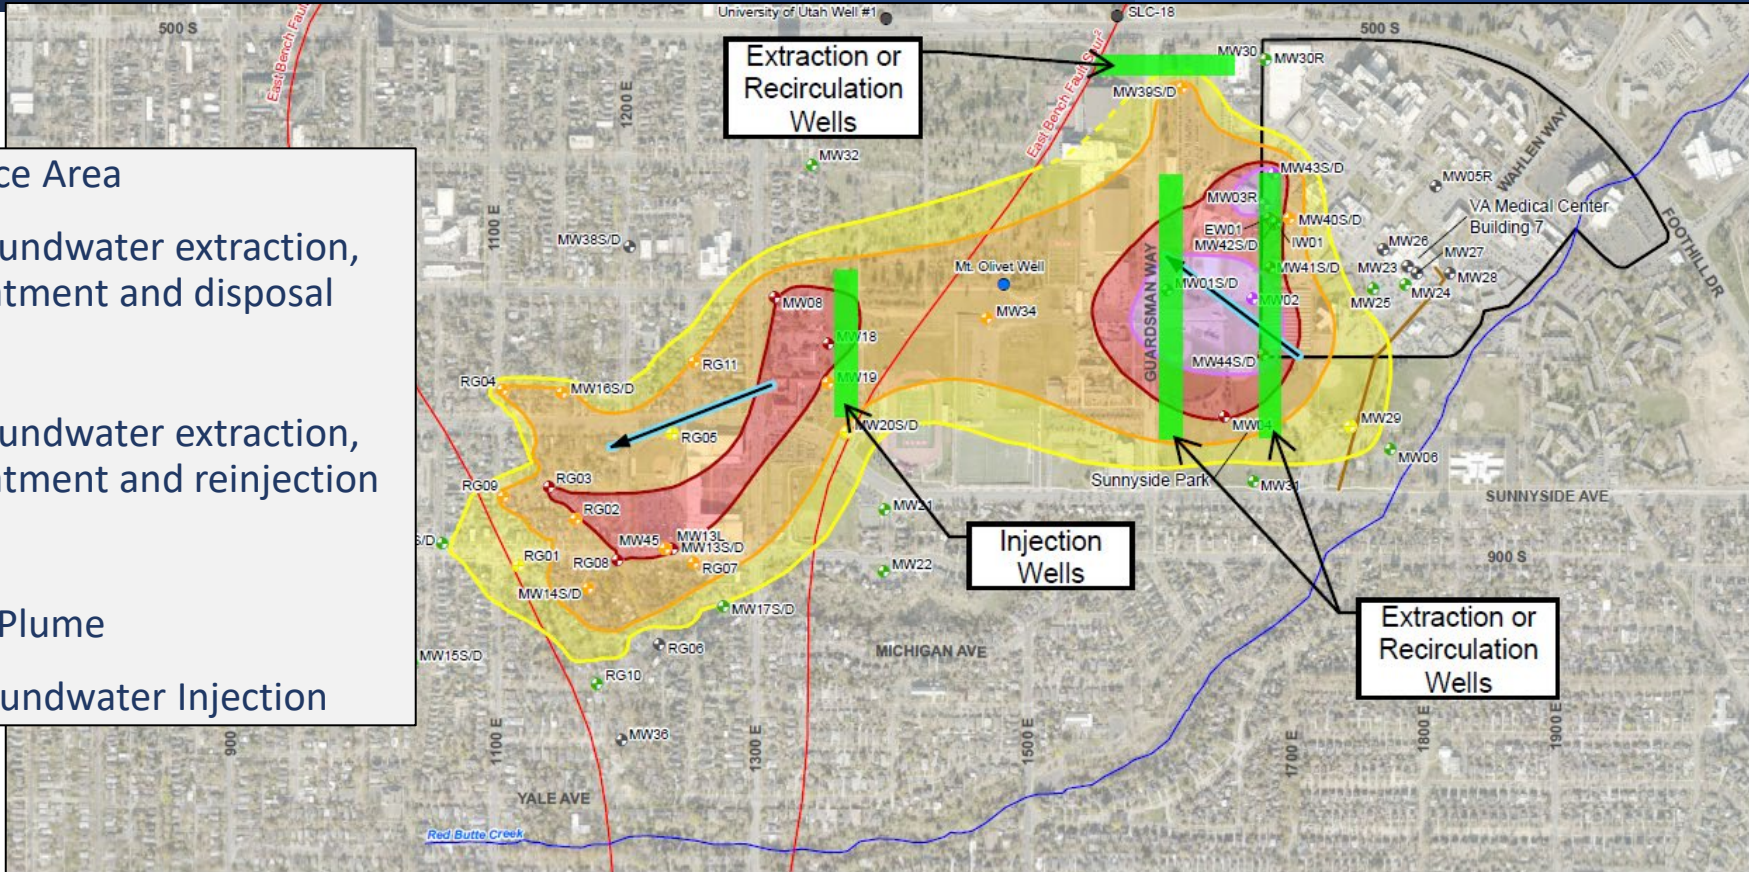 University of Utah Well #1
SLC-18
500 S
500 S
East Bench Fault
East Bench Fault Spur²
Extraction or
Recirculation
Wells
MW30
MW30R
MW39S/D
1200 E
MW32
WAHLEN WAY
MW43S/D
MW05R
MW03R
VA Medical Center
Building 7
FOOTHILL DR
1100 E
MW38S/D
EW01
MW40S/D
IW01
MW42S/D
MW26
MW27
MW23
MW28
MW41S/D
Mt. Olivet Well
MW01S/D
MW02
MW25
MW24
GUARDSMAN WAY
MW08
MW34
MW18
MW44S/D
RG11
RG04
MW16S/D
MW19
MW20S/D
MW04
MW29
RG05
MW06
Sunnyside Park
MW31
SUNNYSIDE AVE
RG03
RG09
RG02
MW21
MW45
MW13L
MW13S/D
S/D
RG01
RG08
RG07
MW22
Injection
Wells
900 S
MW14S/D
MW17S/D
Extraction or
Recirculation
Wells
RG06
MICHIGAN AVE
MW15S/D
RG10
MW36
900
1100 E
1300 E
1500 E
1700 E
1800 E
1900 E
YALE AVE
Red Butte Creek
ce Area
undwater extraction,
atment and disposal
undwater extraction,
atment and reinjection
Plume
undwater Injection